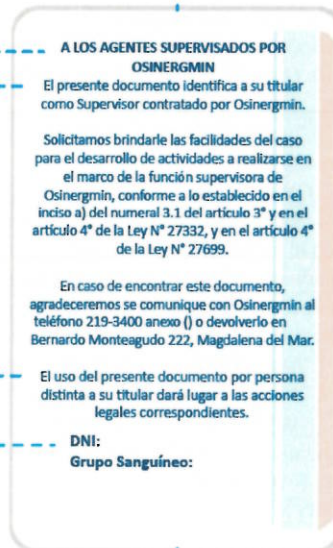 A LOS AGENTES SUPERVISADOS POR
OSINERGMIN
El presente documento identifica a su titular
como Supervisor contratado por Osinergmin.
Solicitamos brindarle las facilidades del caso
para el desarrollo de actividades a realizarse en
el marco de la función supervisora de
Osinergmin, conforme a lo establecido en el
inciso a) del numeral 3.1 del artículo 3° y en el
artículo 4° de la Ley N° 27332, y en el artículo 4°
de la Ley N° 27699.
En caso de encontrar este documento,
agradeceremos se comunique con Osinergmin al
teléfono 219-3400 anexo () o devolverlo en
Bernardo Monteagudo 222, Magdalena del Mar.
El uso del presente documento por persona
distinta a su titular dará lugar a las acciones
legales correspondientes.
DNI:
Grupo Sanguíneo: